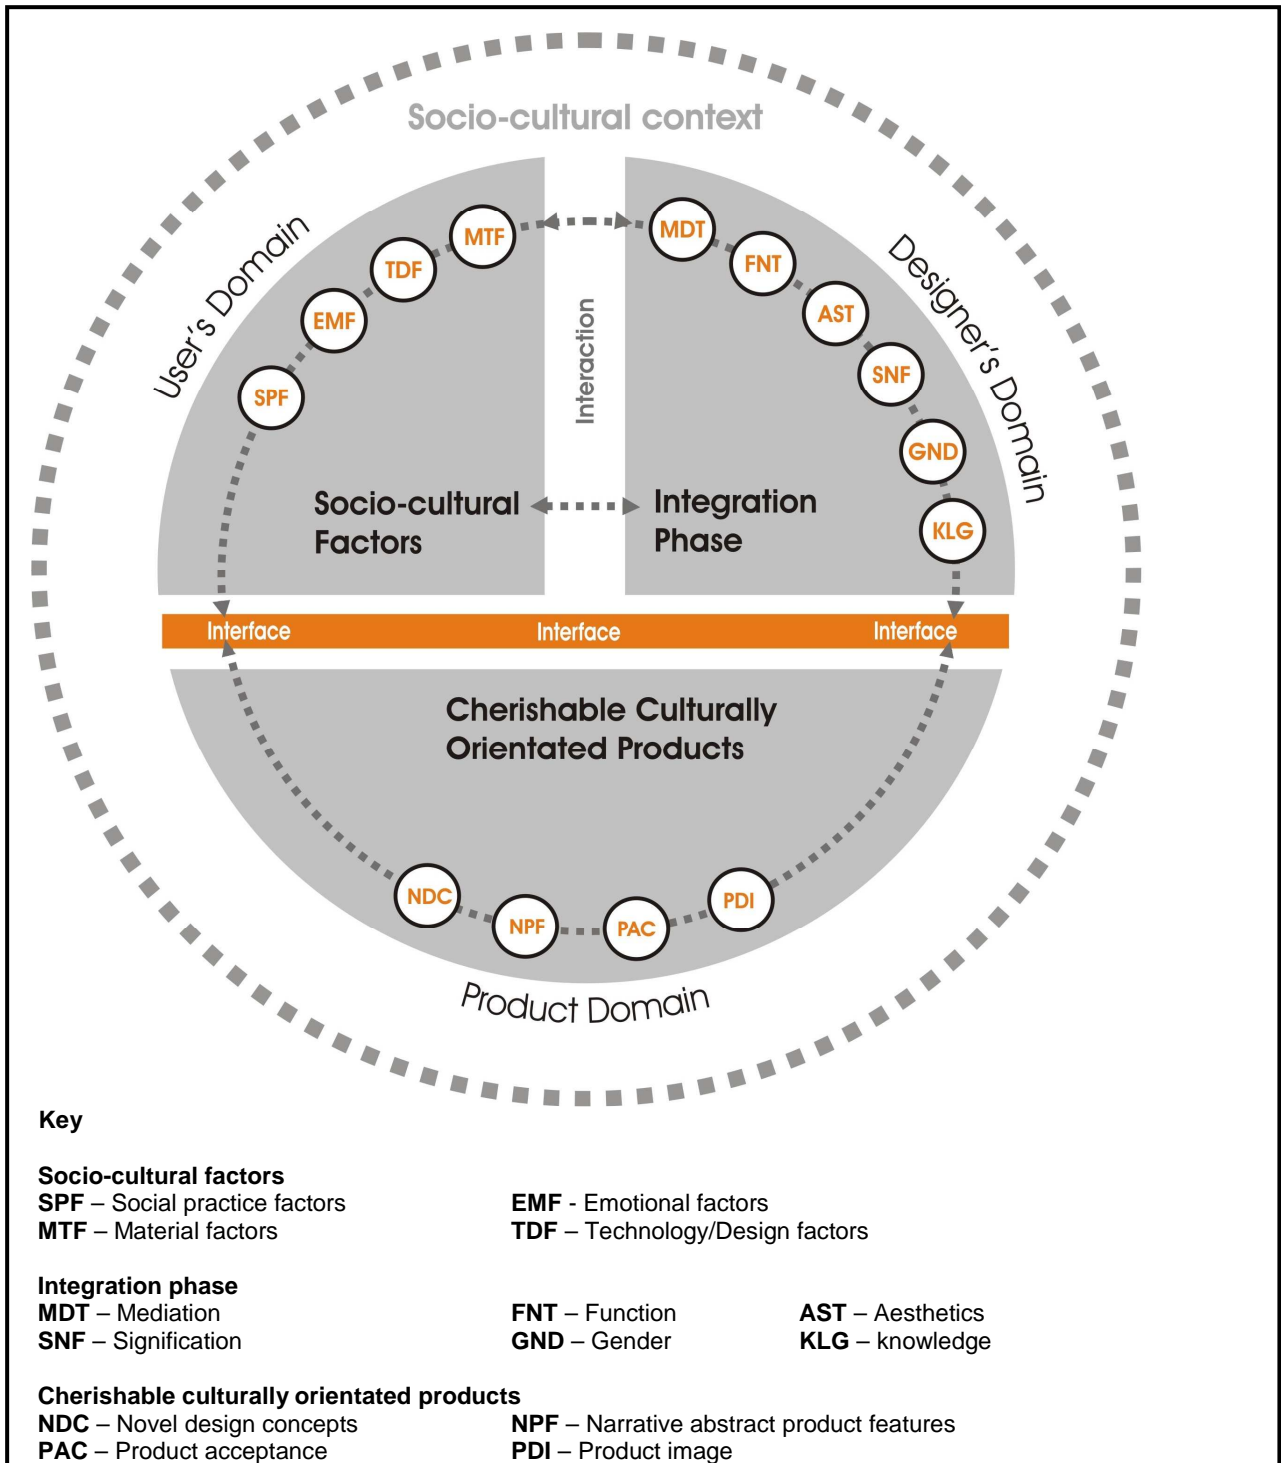 Socio-cultural context
User's Domain
Designer's Domain
MTF
TDF
EMF
SPF
MDT
FNT
AST
SNF
GND
KLG
Interaction
Socio-cultural
Factors
Integration
Phase
Interface Interface Interface
Cherishable Culturally
Orientated Products
NDC
NPF
PAC
PDI
Product Domain
Key
Socio-cultural factors
SPF – Social practice factors EMF - Emotional factors
MTF – Material factors TDF – Technology/Design factors
Integration phase
MDT – Mediation FNT – Function AST – Aesthetics
SNF – Signification GND – Gender KLG – knowledge
Cherishable culturally orientated products
NDC – Novel design concepts NPF – Narrative abstract product features
PAC – Product acceptance PDI – Product image